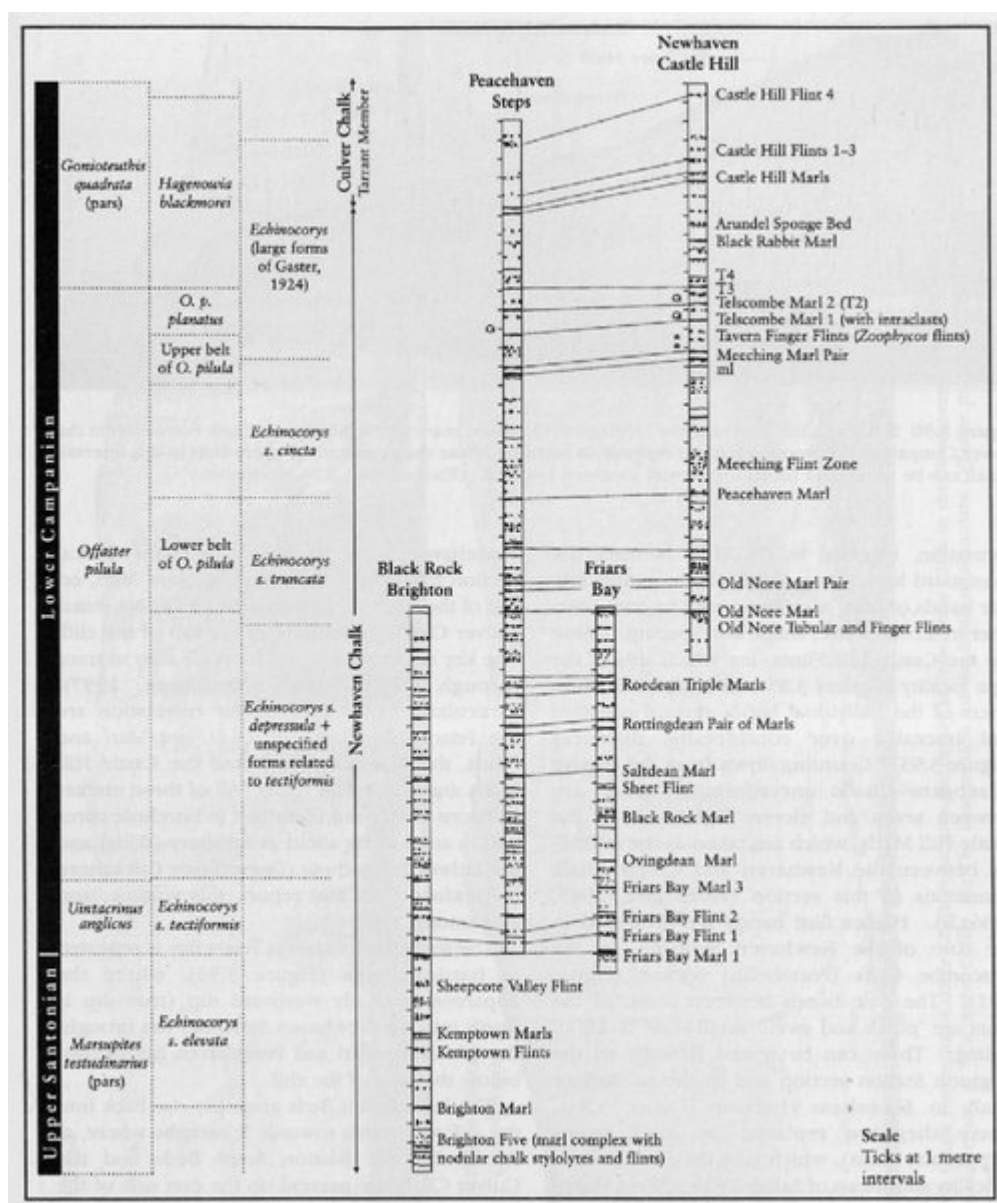 Newhaven
Castle Hill
Peacehaven
Steps
Black Rock
Brighton
Friars
Bay
Lower Campanian
Upper Santonian
Gonioteuthis
quadrata
(pars)
Offaster
pilula
Uintacrinus
anglicus
Marsupites
testudinarius
(pars)
Hagenowia
blackmorei
O. p.
planatus
Upper belt
of O. pilula
Lower belt
of O. pilula
Echinocorys
s. tectiformis
Echinocorys
s. elevata
Echinocorys
(large forms
of Gaster,
1924)
Echinocorys
s. cincta
Echinocorys
s. truncata
Echinocorys s.
depressula +
unspecified
forms related
to tectiformis
Culver Chalk
Tarrant Member
Newhaven Chalk
Castle Hill Flint 4
Castle Hill Flints 1–3
Castle Hill Marls
Arundel Sponge Bed
Black Rabbit Marl
T4
T3
Telscombe Marl 2 (T2)
Telscombe Marl 1 (with intraclasts)
Tavern Finger Flints (Zoophycos flints)
Meeching Marl Pair
ml
Meeching Flint Zone
Peacehaven Marl
Old Nore Marl Pair
Old Nore Marl
Old Nore Tubular and Finger Flints
G
G
G
Roedean Triple Marls
Rottingdean Pair of Marls
Saltdean Marl
Sheet Flint
Black Rock Marl
Ovingdean Marl
Friars Bay Marl 3
Friars Bay Flint 2
Friars Bay Flint 1
Friars Bay Marl 1
Sheepcote Valley Flint
Kemptown Marls
Kemptown Flints
Brighton Marl
Brighton Five (marl complex with
nodular chalk stylolytes and flints)
Scale
Ticks at 1 metre
intervals